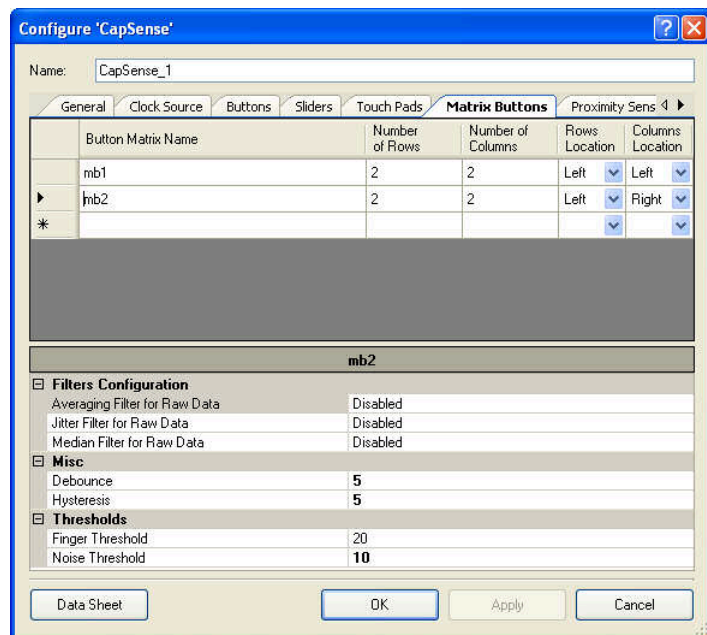 Configure 'CapSense'
Name: CapSense_1
General Clock Source Buttons Sliders Touch Pads Matrix Buttons Proximity Sens
Button Matrix Name Number of Rows Number of Columns Rows Location Columns Location
mb1 2 2 Left Left
mb2 2 2 Left Right
mb2
Filters Configuration
Averaging Filter for Raw Data Disabled
Jitter Filter for Raw Data Disabled
Median Filter for Raw Data Disabled
Misc
Debounce 5
Hysteresis 5
Thresholds
Finger Threshold 20
Noise Threshold 10
Data Sheet OK Apply Cancel